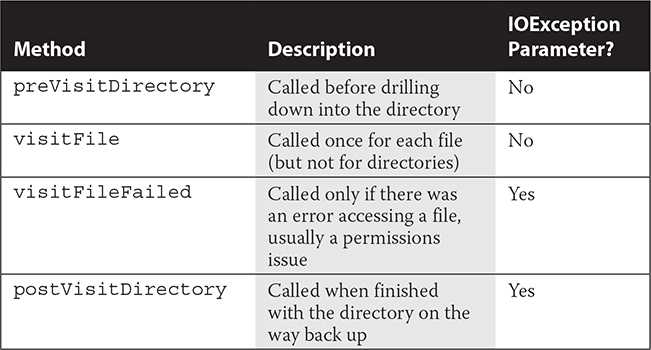 Method Description IOException Parameter?
preVisitDirectory Called before drilling No
down into the directory
visitFile Called once for each file No
(but not for directories)
visitFileFailed Called only if there was Yes
an error accessing a file,
usually a permissions
issue
postVisitDirectory Called when finished Yes
with the directory on the
way back up